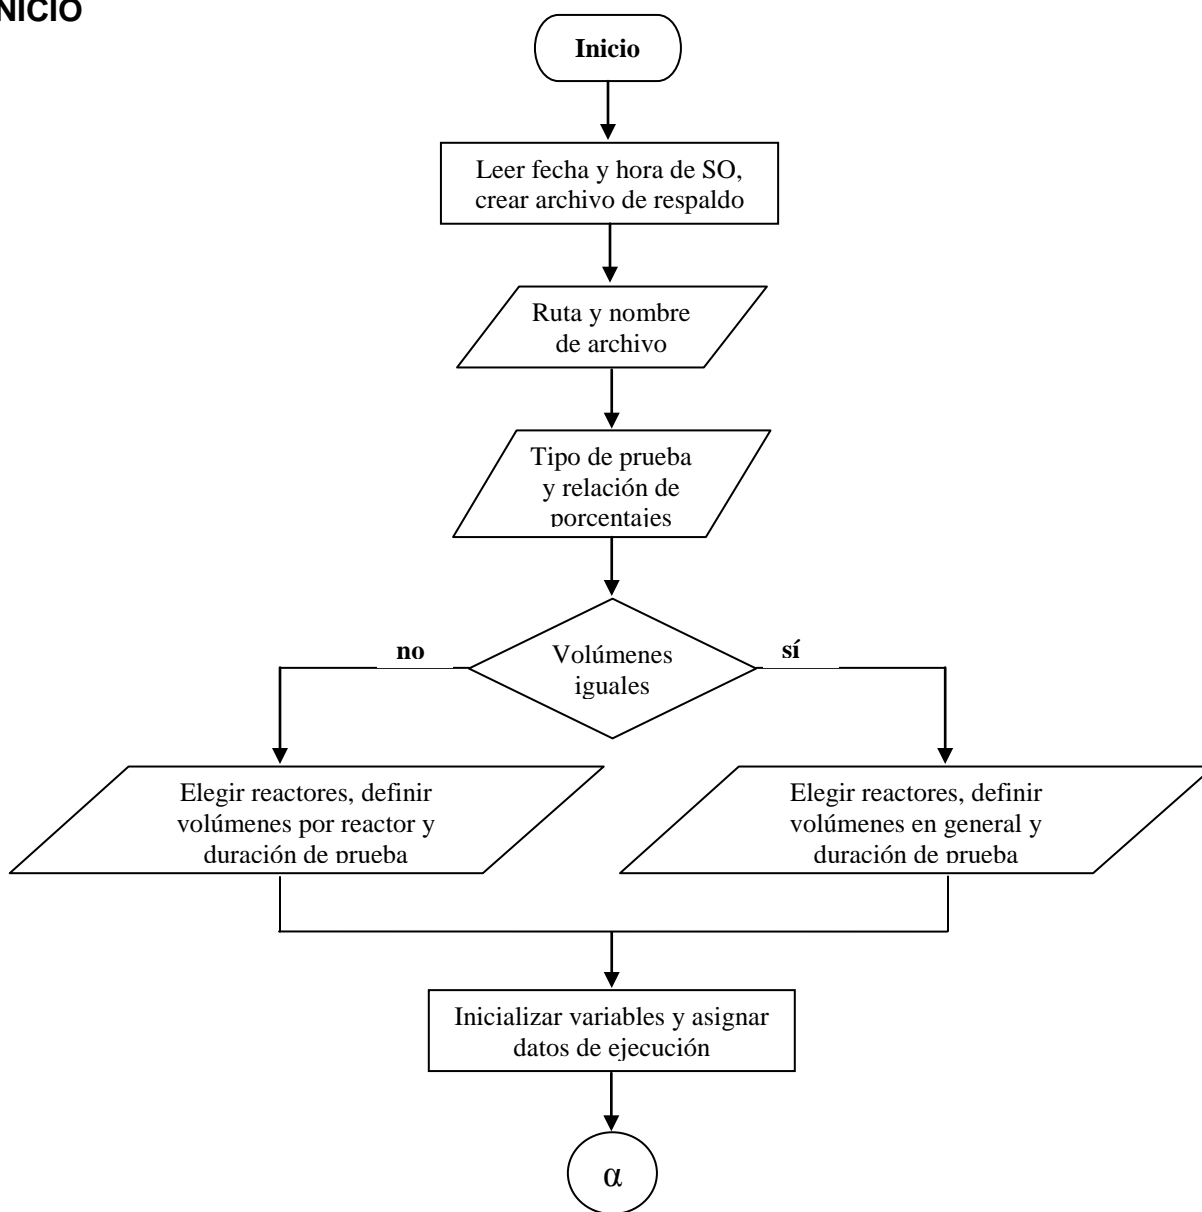 NICIO
Inicio
Leer fecha y hora de SO,
crear archivo de respaldo
Ruta y nombre
de archivo
Tipo de prueba
y relación de
porcentajes
no
Volúmenes
iguales
sí
Elegir reactores, definir
volúmenes por reactor y
duración de prueba
Elegir reactores, definir
volúmenes en general y
duración de prueba
Inicializar variables y asignar
datos de ejecución
α